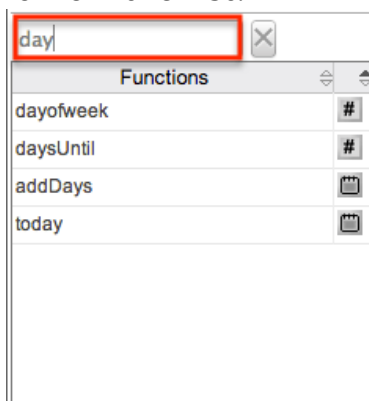 day
Functions
dayofweek #
daysUntil #
addDays
today